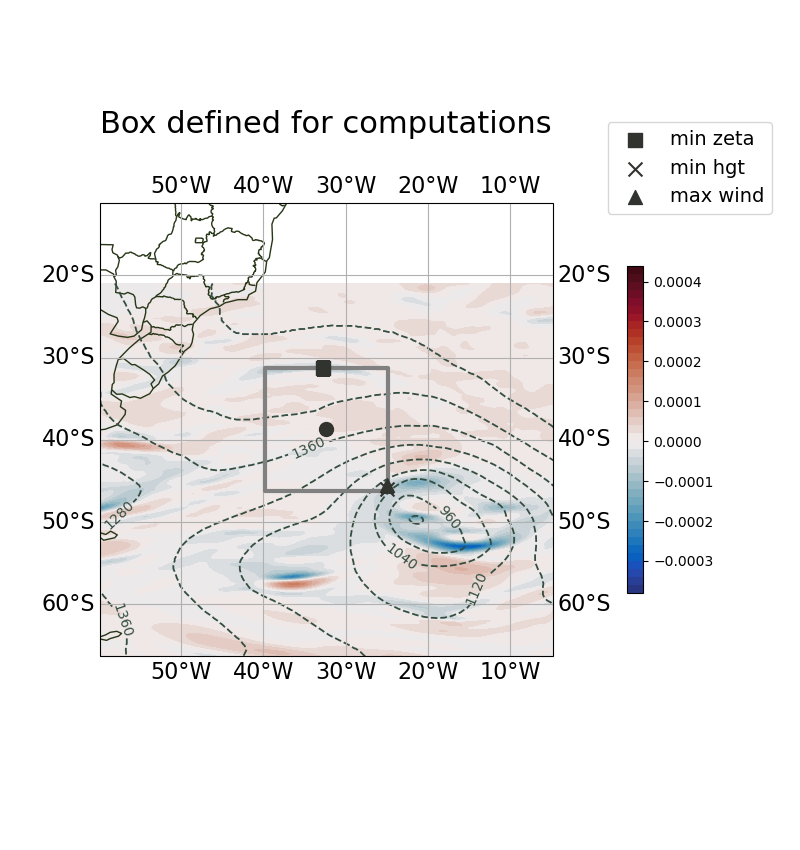 Box defined for computations
min zeta
min hgt
max wind
50°W 40°W 30°W 20°W 10°W
20°S 20°S
30°S 30°S
40°S 40°S
50°S 50°S
60°S 60°S
50°W 40°W 30°W 20°W 10°W
1360
1280
960
1040
1120
1360
0.0004
0.0003
0.0002
0.0001
0.0000
−0.0001
−0.0002
−0.0003